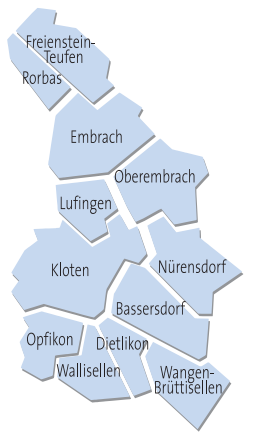 Freienstein-
Teufen
Rorbas
Embrach
Oberembrach
Lufingen
Kloten
Nürensdorf
Bassersdorf
Opfikon
Dietlikon
Wallisellen
Wangen-
Brüttisellen